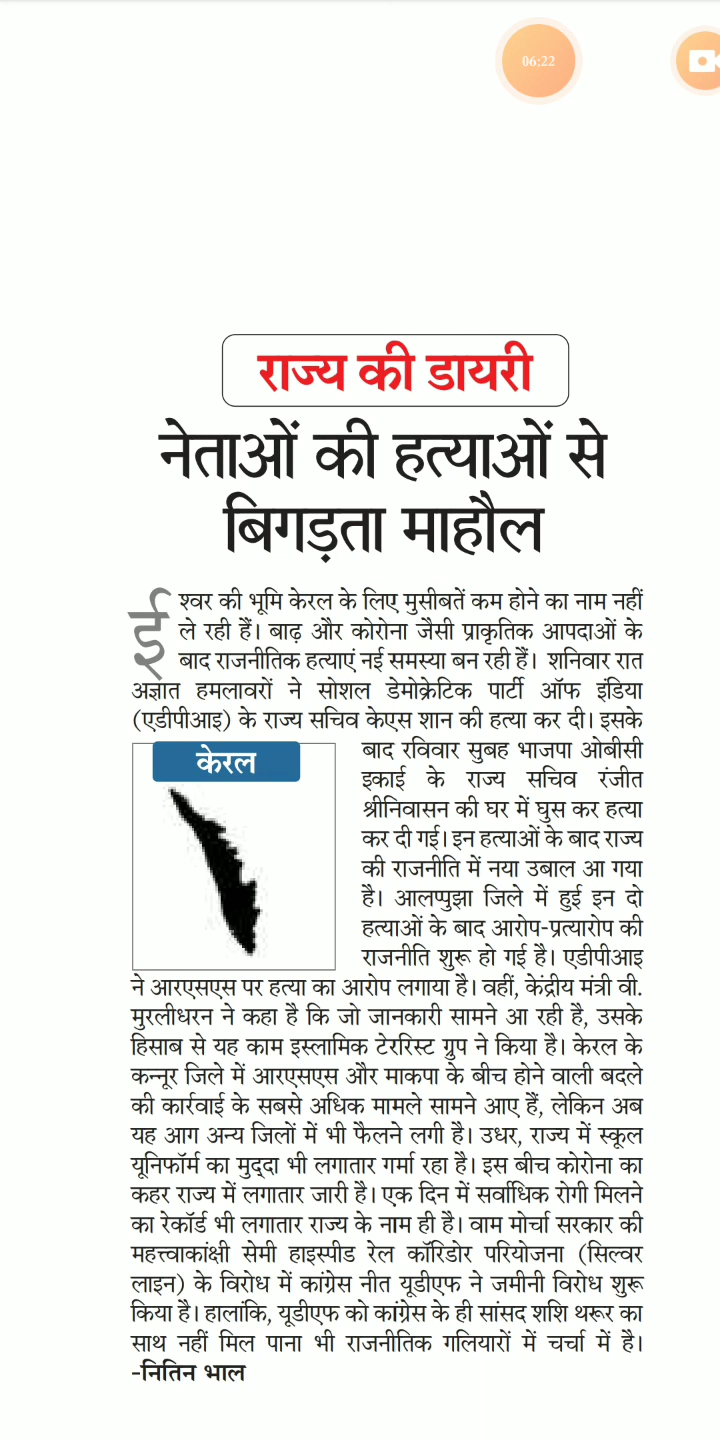 06:22
राज्य की डायरी
नेताओं की हत्याओं से
बिगड़ता माहौल
ईश्वर की भूमि केरल के लिए मुसीबतें कम होने का नाम नहीं
ले रही हैं। बाढ़ और कोरोना जैसी प्राकृतिक आपदाओं के
बाद राजनीतिक हत्याएं नई समस्या बन रही हैं। शनिवार रात
अज्ञात हमलावरों ने सोशल डेमोक्रेटिक पार्टी ऑफ इंडिया
(एडीपीआइ) के राज्य सचिव केएस शान की हत्या कर दी। इसके
केरल
बाद रविवार सुबह भाजपा ओबीसी
इकाई के राज्य सचिव रंजीत
श्रीनिवासन की घर में घुस कर हत्या
कर दी गई। इन हत्याओं के बाद राज्य
की राजनीति में नया उबाल आ गया
है। आलप्पुझा जिले में हुई इन दो
हत्याओं के बाद आरोप-प्रत्यारोप की
राजनीति शुरू हो गई है। एडीपीआइ
ने आरएसएस पर हत्या का आरोप लगाया है। वहीं, केंद्रीय मंत्री वी.
मुरलीधरन ने कहा है कि जो जानकारी सामने आ रही है, उसके
हिसाब से यह काम इस्लामिक टेररिस्ट ग्रुप ने किया है। केरल के
कन्नूर जिले में आरएसएस और माकपा के बीच होने वाली बदले
की कार्रवाई के सबसे अधिक मामले सामने आए हैं, लेकिन अब
यह आग अन्य जिलों में भी फैलने लगी है। उधर, राज्य में स्कूल
यूनिफॉर्म का मुद्दा भी लगातार गर्मा रहा है। इस बीच कोरोना का
कहर राज्य में लगातार जारी है। एक दिन में सर्वाधिक रोगी मिलने
का रेकॉर्ड भी लगातार राज्य के नाम ही है। वाम मोर्चा सरकार की
महत्त्वाकांक्षी सेमी हाइस्पीड रेल कॉरिडोर परियोजना (सिल्वर
लाइन) के विरोध में कांग्रेस नीत यूडीएफ ने जमीनी विरोध शुरू
किया है। हालांकि, यूडीएफ को कांग्रेस के ही सांसद शशि थरूर का
साथ नहीं मिल पाना भी राजनीतिक गलियारों में चर्चा में है।
-नितिन भाल